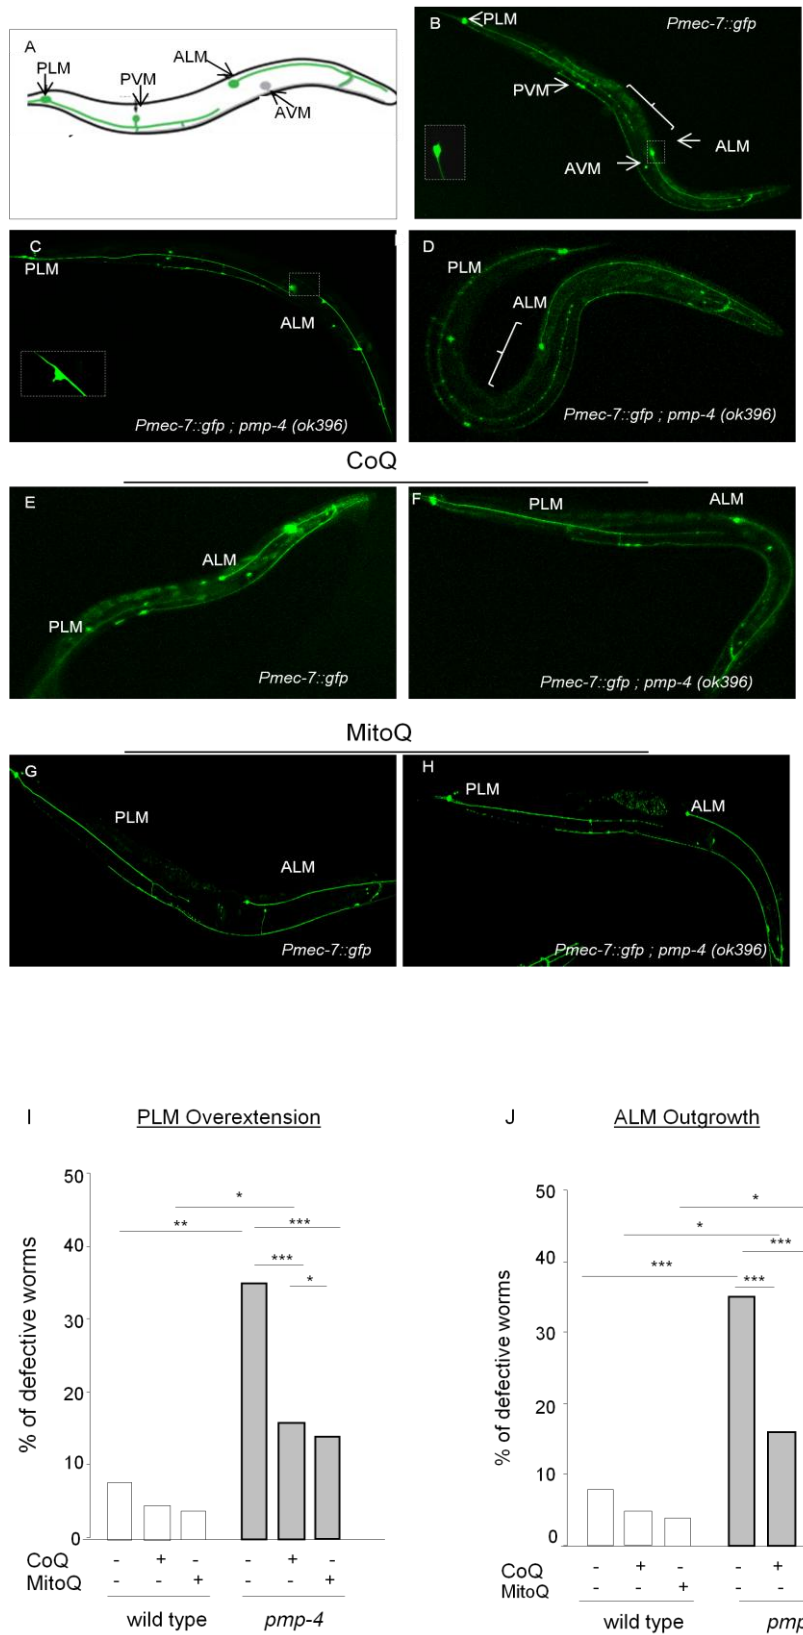 A
PLM
PVM
ALM
AVM
B
PLM
Pmec-7::gfp
PVM
ALM
AVM
C
PLM
ALM
Pmec-7::gfp ; pmp-4 (ok396)
D
PLM
ALM
Pmec-7::gfp ; pmp-4 (ok396)
CoQ
E
ALM
PLM
Pmec-7::gfp
F
PLM
ALM
Pmec-7::gfp ; pmp-4 (ok396)
MitoQ
G
PLM
ALM
Pmec-7::gfp
H
PLM
ALM
Pmec-7::gfp ; pmp-4 (ok396)
I
PLM Overextension
% of defective worms
50
40
30
20
10
0
*
**
***
***
*
CoQ - + - - + -
MitoQ - - + - - +
wild type
pmp-4
J
ALM Outgrowth
% of defective worms
50
40
30
20
10
0
*
*
***
***
***
CoQ - + - - +
MitoQ - - + - -
wild type
pmp